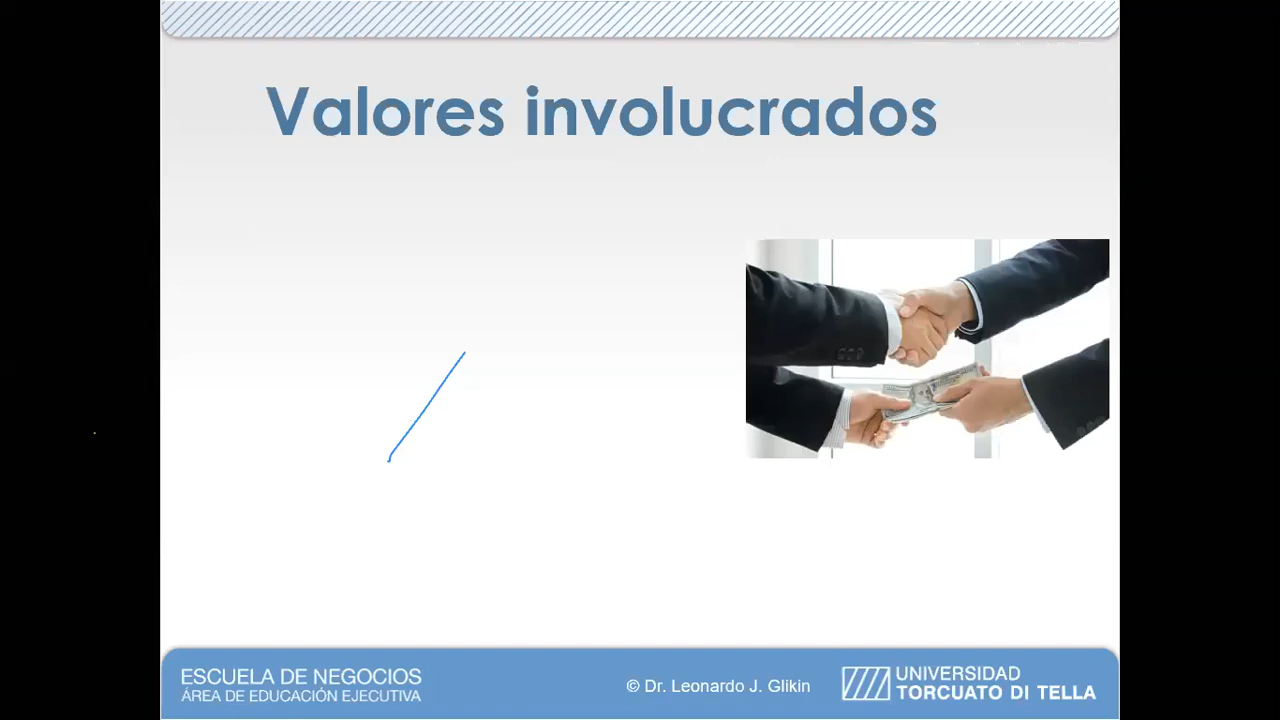 Valores involucrados
ESCUELA DE NEGOCIOS
ÁREA DE EDUCACIÓN EJECUTIVA
© Dr. Leonardo J. Glikin
UNIVERSIDAD
TORCUATO DI TELLA